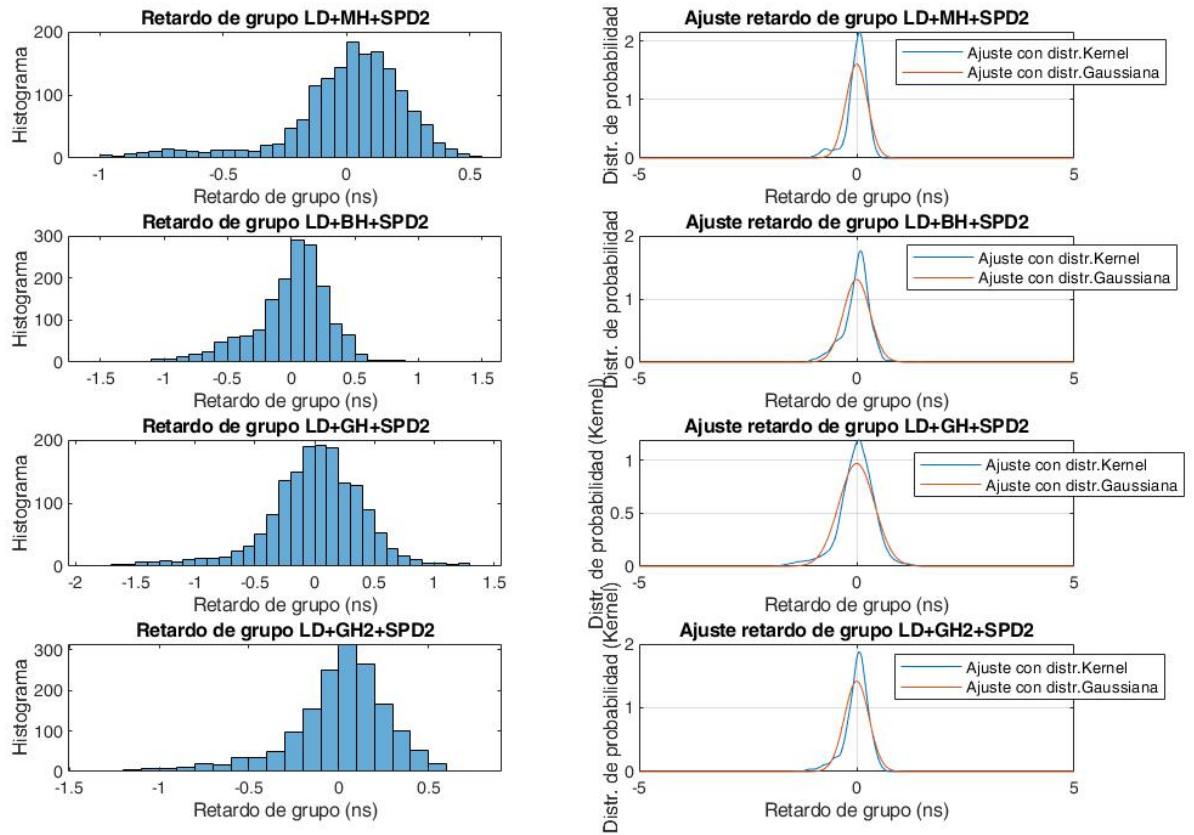 Retardo de grupo LD+MH+SPD2
200
100
0
Histograma
-1
-0.5
0
0.5
Retardo de grupo (ns)
Ajuste retardo de grupo LD+MH+SPD2
2
1
0
Distr. de probabilidad
Ajuste con distr.Kernel
Ajuste con distr.Gaussiana
-5
0
5
Retardo de grupo (ns)
Retardo de grupo LD+BH+SPD2
300
200
100
0
Histograma
-1.5
-1
-0.5
0
0.5
1
1.5
Retardo de grupo (ns)
Ajuste retardo de grupo LD+BH+SPD2
2
1
0
Distr. de probabilidad
Ajuste con distr.Kernel
Ajuste con distr.Gaussiana
-5
0
5
Retardo de grupo (ns)
Retardo de grupo LD+GH+SPD2
200
100
0
Histograma
-2
-1.5
-1
-0.5
0
0.5
1
1.5
Retardo de grupo (ns)
Ajuste retardo de grupo LD+GH+SPD2
1
0.5
0
Distr. de probabilidad (Kernel)
Ajuste con distr.Kernel
Ajuste con distr.Gaussiana
-5
0
5
Retardo de grupo (ns)
Retardo de grupo LD+GH2+SPD2
300
200
100
0
Histograma
-1.5
-1
-0.5
0
0.5
Retardo de grupo (ns)
Ajuste retardo de grupo LD+GH2+SPD2
2
1
0
Distr. de probabilidad (Kernel)
Ajuste con distr.Kernel
Ajuste con distr.Gaussiana
-5
0
5
Retardo de grupo (ns)